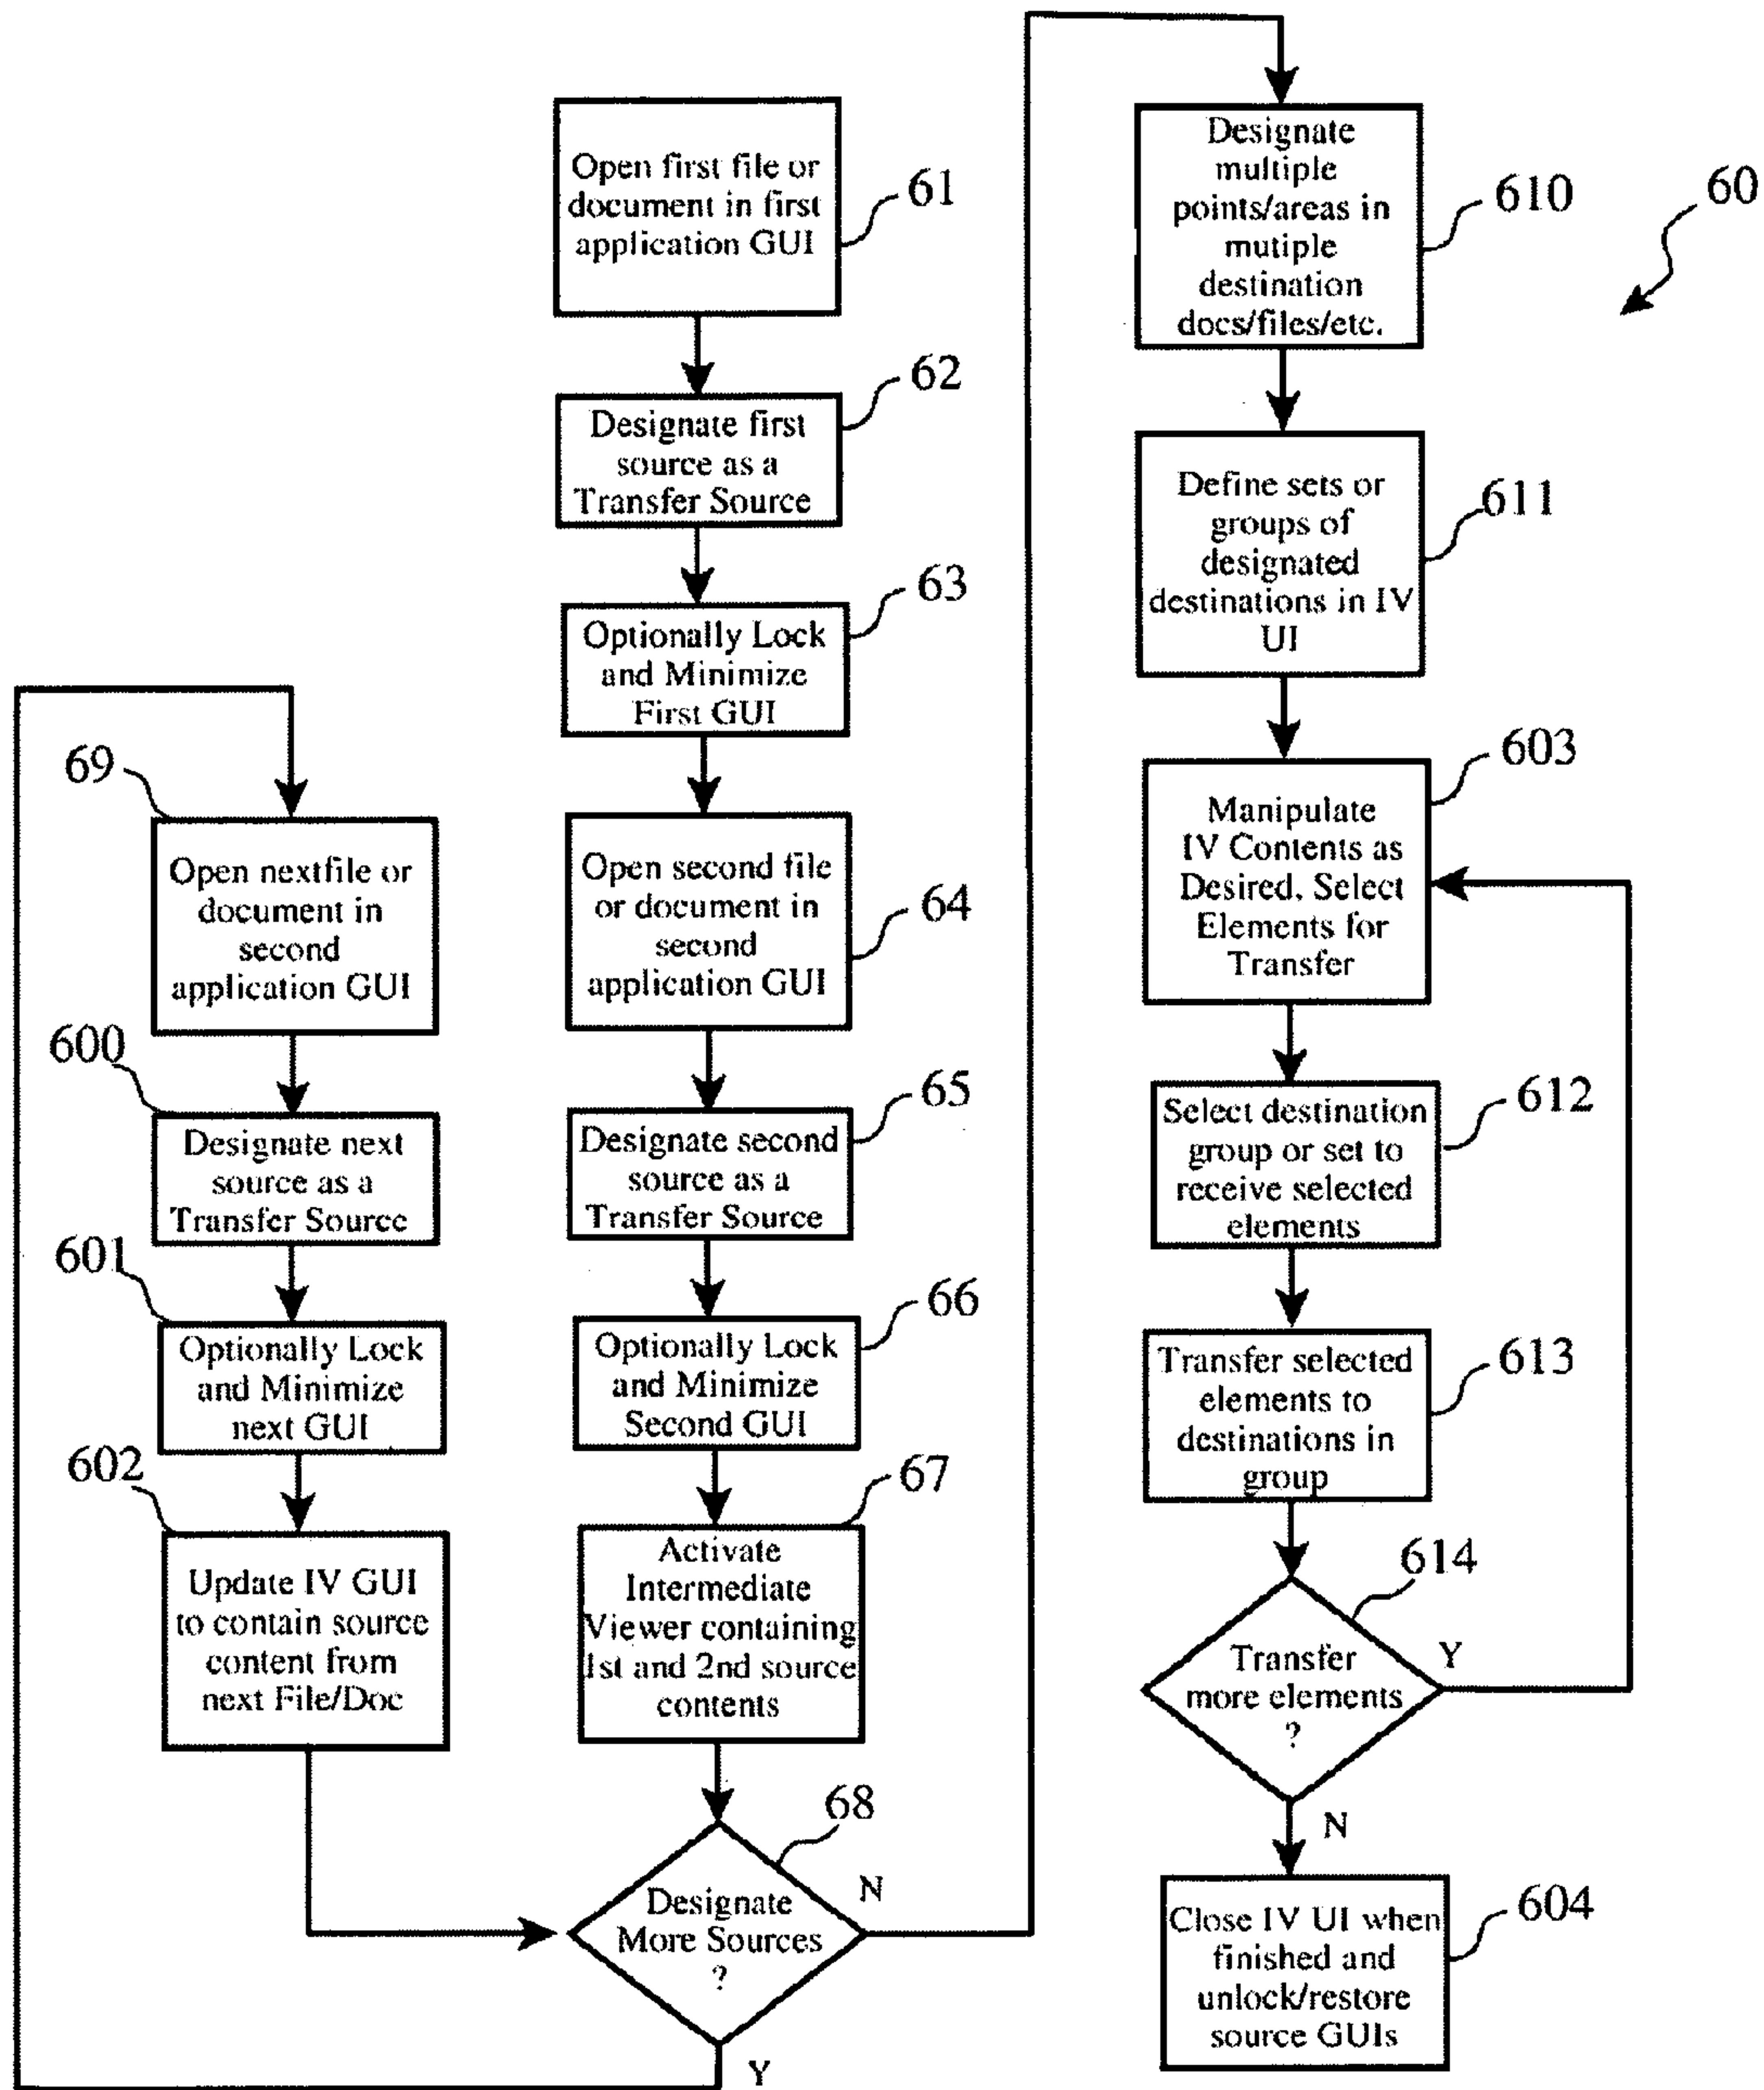 61
Open first file or
document in first
application GUI
62
Designate first
source as a
Transfer Source
63
Optionally Lock
and Minimize
First GUI
64
Open second file
or document in
second
application GUI
65
Designate second
source as a
Transfer Source
66
Optionally Lock
and Minimize
Second GUI
67
Activate
Intermediate
Viewer containing
1st and 2nd source
contents
68
Designate
More Sources
?
N
Y
69
Open nextfile or
document in
second
application GUI
600
Designate next
source as a
Transfer Source
601
Optionally Lock
and Minimize
next GUI
602
Update IV GUI
to contain source
content from
next File/Doc
60
610
Designate
multiple
points/areas in
mutiple
destination
docs/files/etc.
611
Define sets or
groups of
designated
destinations in IV
UI
603
Manipulate
IV Contents as
Desired, Select
Elements for
Transfer
612
Select destination
group or set to
receive selected
elements
613
Transfer selected
elements to
destinations in
group
614
Transfer
more elements
?
Y
N
604
Close IV UI when
finished and
unlock/restore
source GUIs